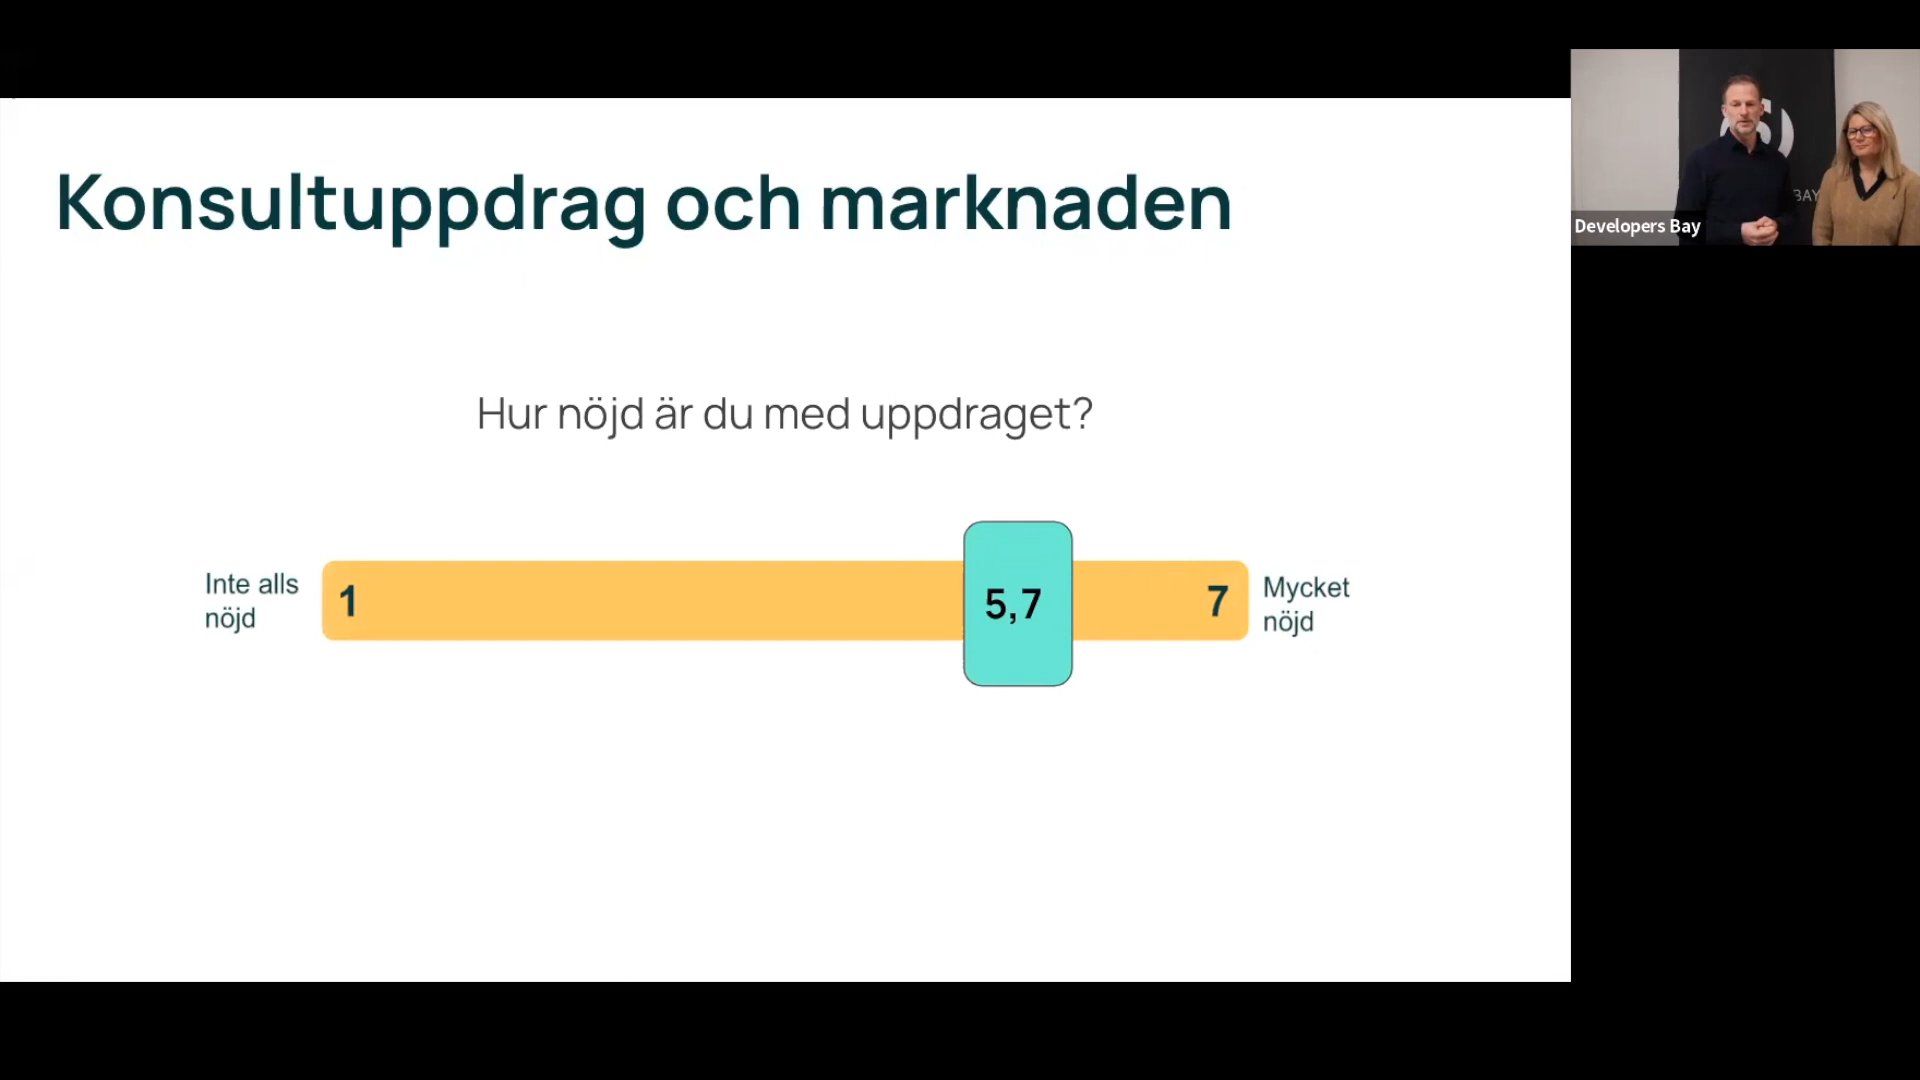 Konsultuppdrag och marknaden
Hur nöjd är du med uppdraget?
Inte alls
nöjd
1
5,7
7
Mycket
nöjd
BAY
Developers Bay